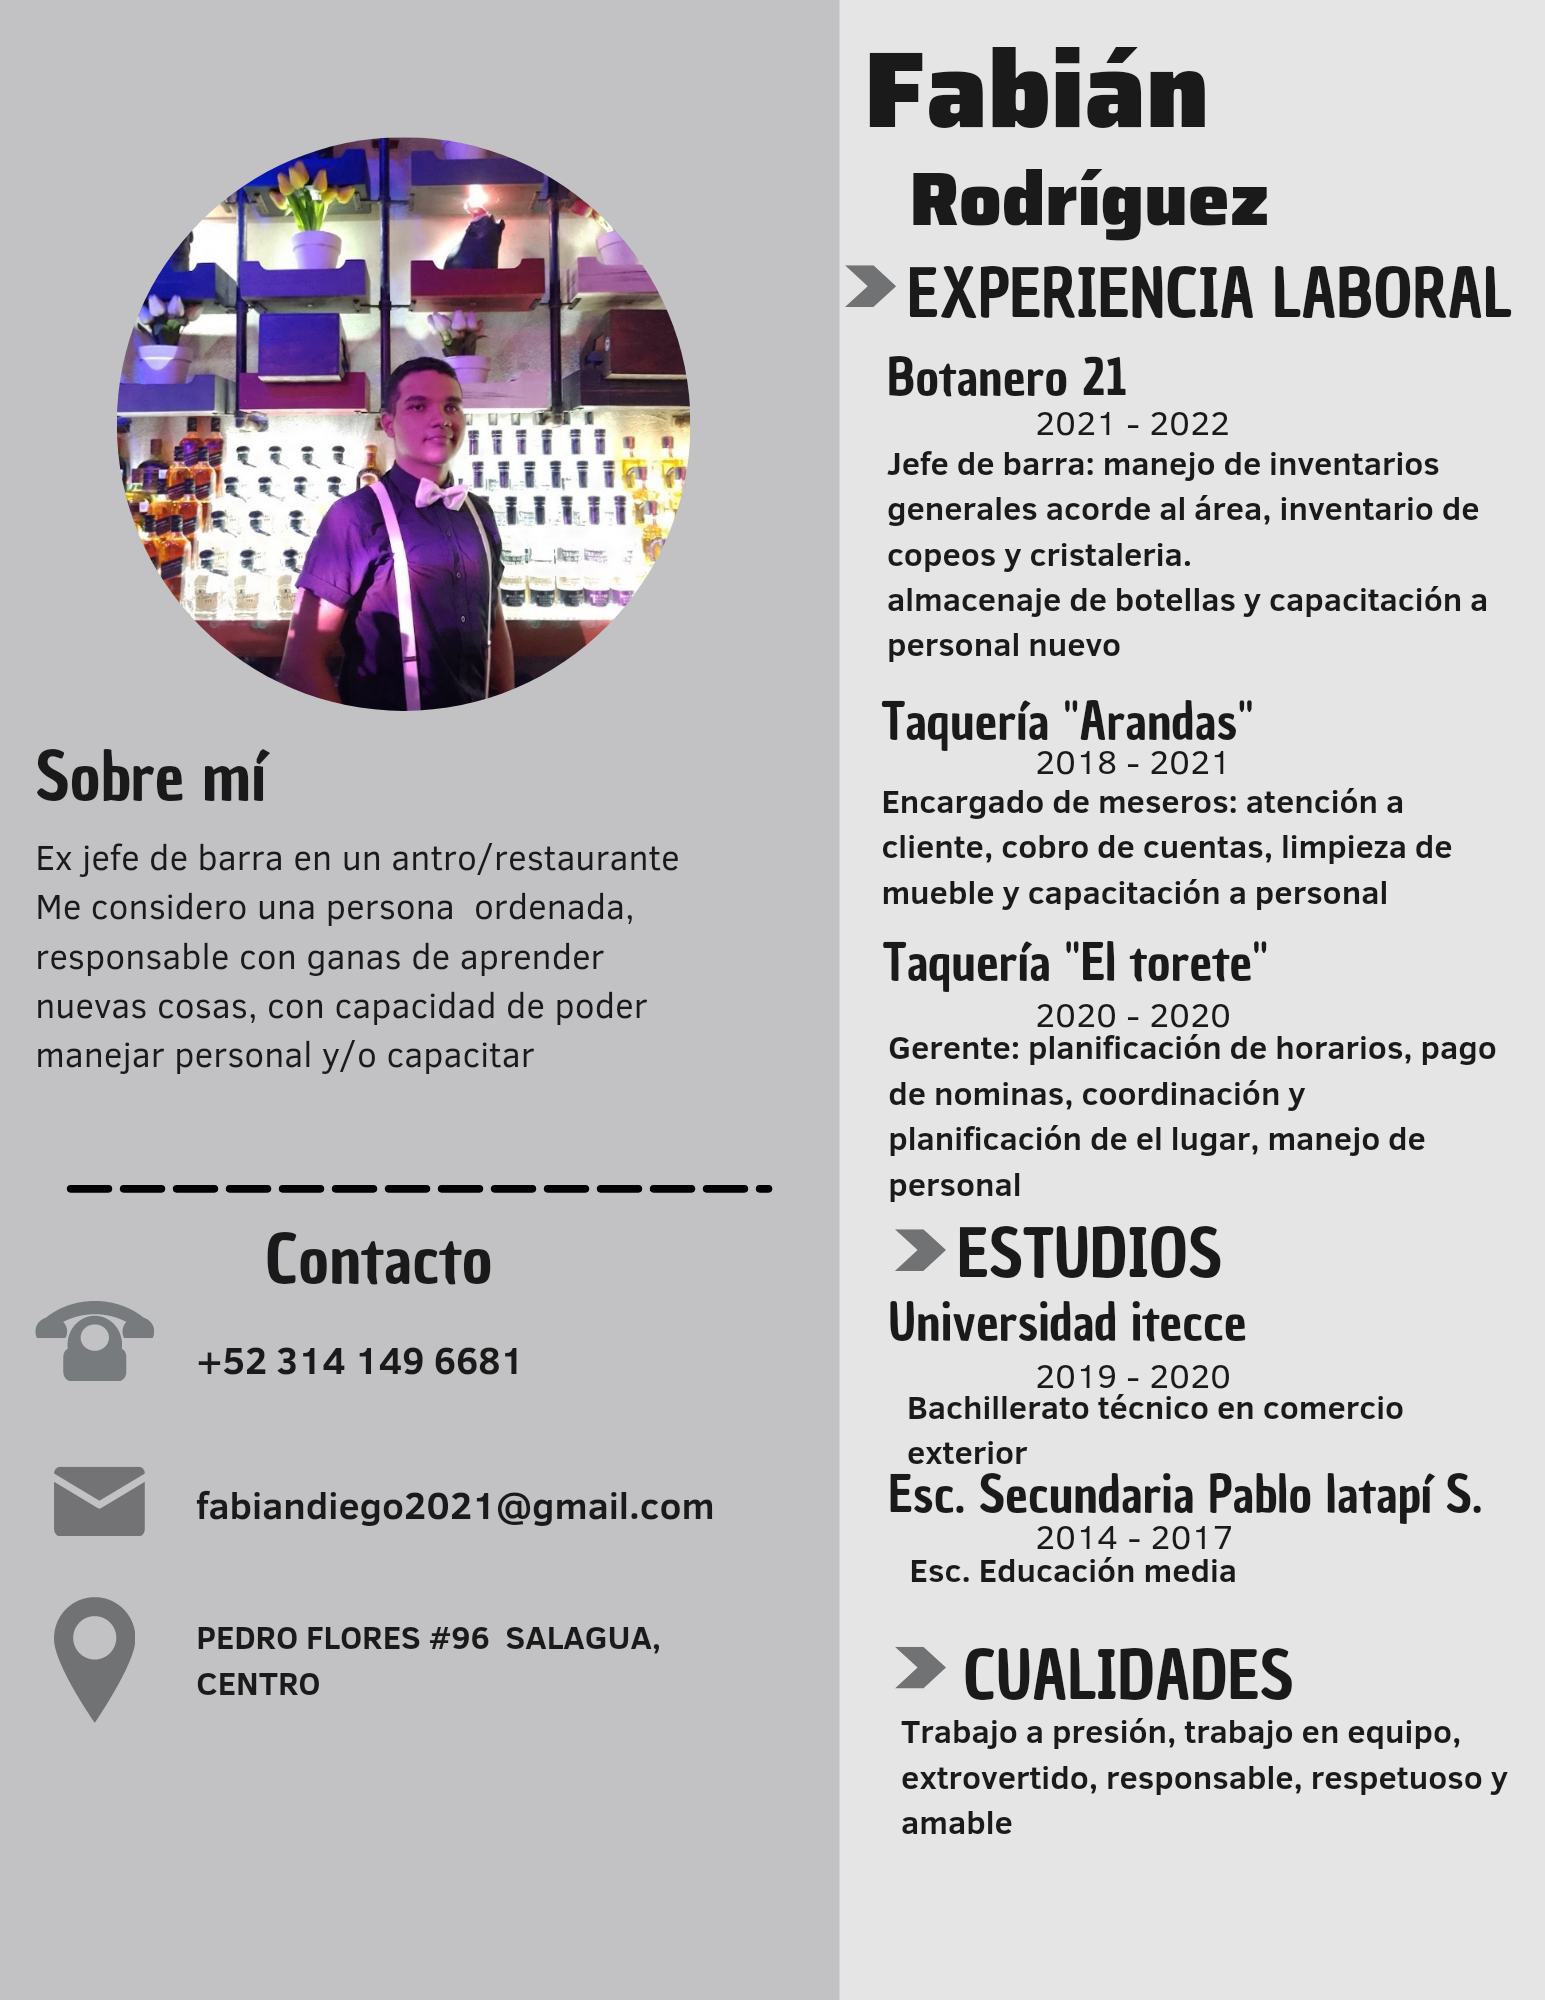 Fabián
Rodríguez
EXPERIENCIA LABORAL
Botanero 21
2021 - 2022
Jefe de barra: manejo de inventarios
generales acorde al área, inventario de
copeos y cristaleria.
almacenaje de botellas y capacitación a
personal nuevo
Taquería "Arandas"
2018 - 2021
Encargado de meseros: atención a
cliente, cobro de cuentas, limpieza de
mueble y capacitación a personal
Taquería "El torete"
2020 - 2020
Gerente: planificación de horarios, pago
de nominas, coordinación y
planificación de el lugar, manejo de
personal
ESTUDIOS
Universidad itecce
2019 - 2020
Bachillerato técnico en comercio
exterior
Esc. Secundaria Pablo latapí S.
2014 - 2017
Esc. Educación media
CUALIDADES
Trabajo a presión, trabajo en equipo,
extrovertido, responsable, respetuoso y
amable
Sobre mí
Ex jefe de barra en un antro/restaurante
Me considero una persona  ordenada,
responsable con ganas de aprender
nuevas cosas, con capacidad de poder
manejar personal y/o capacitar
Contacto
+52 314 149 6681
fabiandiego2021@gmail.com
PEDRO FLORES #96  SALAGUA,
CENTRO